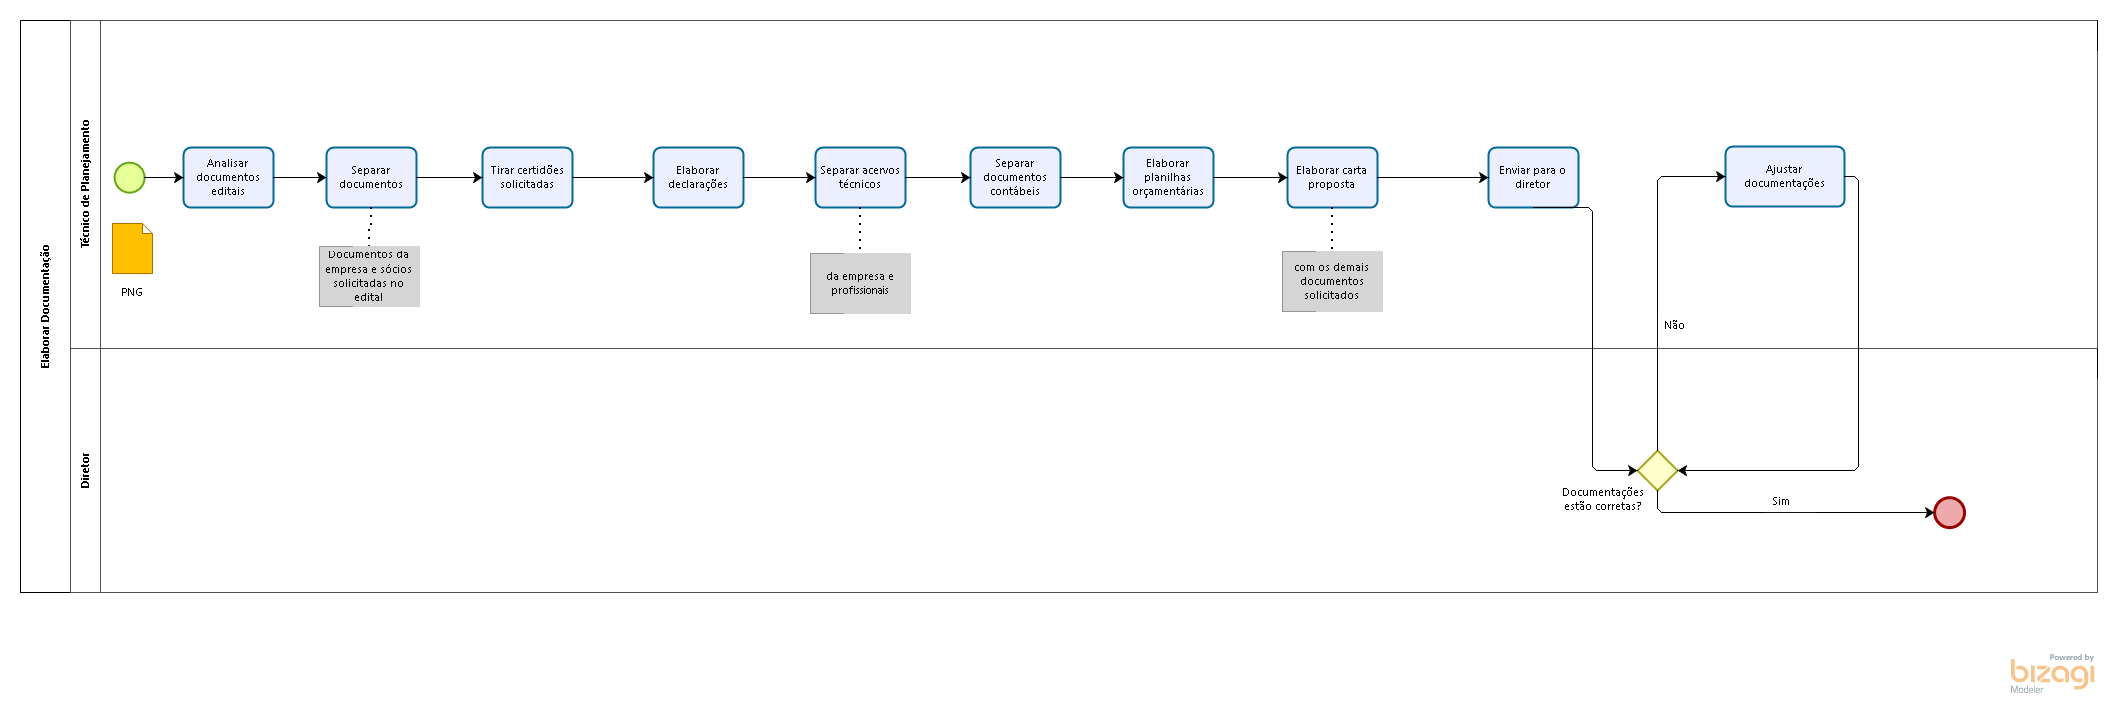 Elaborar Documentação
Técnico de Planejamento
Analisar
documentos
editais
Separar
documentos
Tirar certidões
solicitadas
Elaborar
declarações
Separar acervos
técnicos
Separar
documentos
contábeis
Elaborar
planilhas
orçamentárias
Elaborar carta
proposta
Enviar para o
diretor
Ajustar
documentações
PNG
Documentos da
empresa e sócios
solicitadas no
edital
da empresa e
profissionais
com os demais
documentos
solicitados
Não
Diretor
Documentações
estão corretas?
Sim
Powered by
bizagi
Modeler